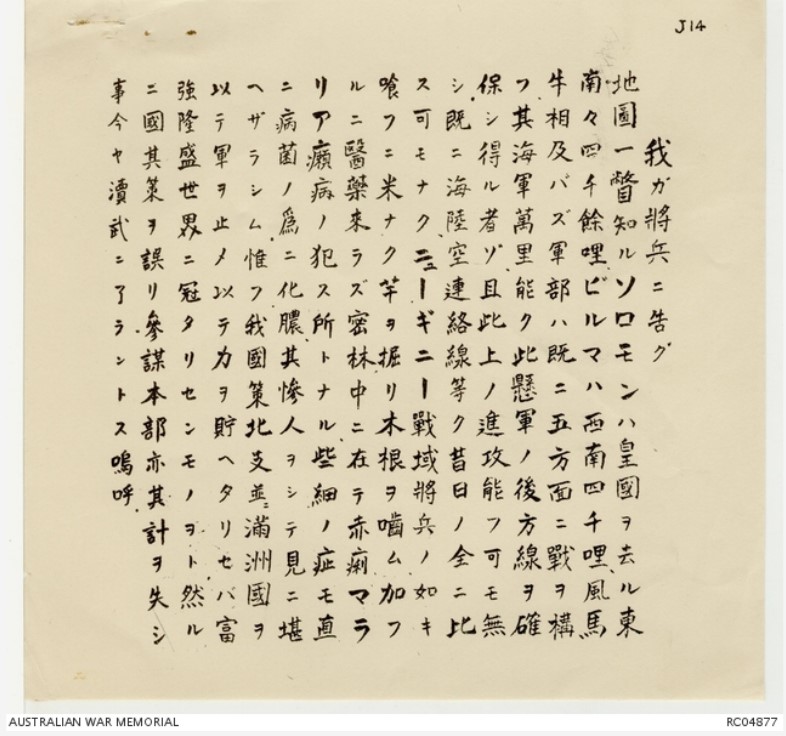 J14
我ガ將兵ニ告グ
地圖一瞥知ルソロモンハ皇國ヲ去ル東
南々四千餘哩ビルマハ西南四千哩、風馬
牛相及バズ軍部ハ既ニ五方面ニ戰ヲ構
フ、其海軍萬里能ク此懸軍ノ後方線ヲ確
保シ得ル者ゾ、且此上ノ進攻能フ可モ無
シ、既ニ海陸空連絡線等ク昔日ノ全ニ比
ス可モナクニューギニー戰域將兵ノ如キ
喰フニ米ナク竿ヲ掘リ木根ヲ嚙ム、加フ
ルニ醫藥来ラズ密林中ニ在テ赤痢マラ
リア癩病ノ犯ス所トナル、些細ノ症モ直
ニ病菌ノ爲ニ化膿、其慘人ヲシテ見ニ堪
ヘザラシム、惟フ、我國策北支並ニ滿洲國ヲ
以テ軍ヲ止メ以テ力ヲ貯ヘタリセバ富
強隆盛世界ニ冠タリセンモノヲト、然ル
ニ國其策ヲ誤リ、參謀本部亦其計ヲ失シ
事今ヤ瀆武ニ了ラントス嗚呼、
AUSTRALIAN WAR MEMORIAL
RC04877